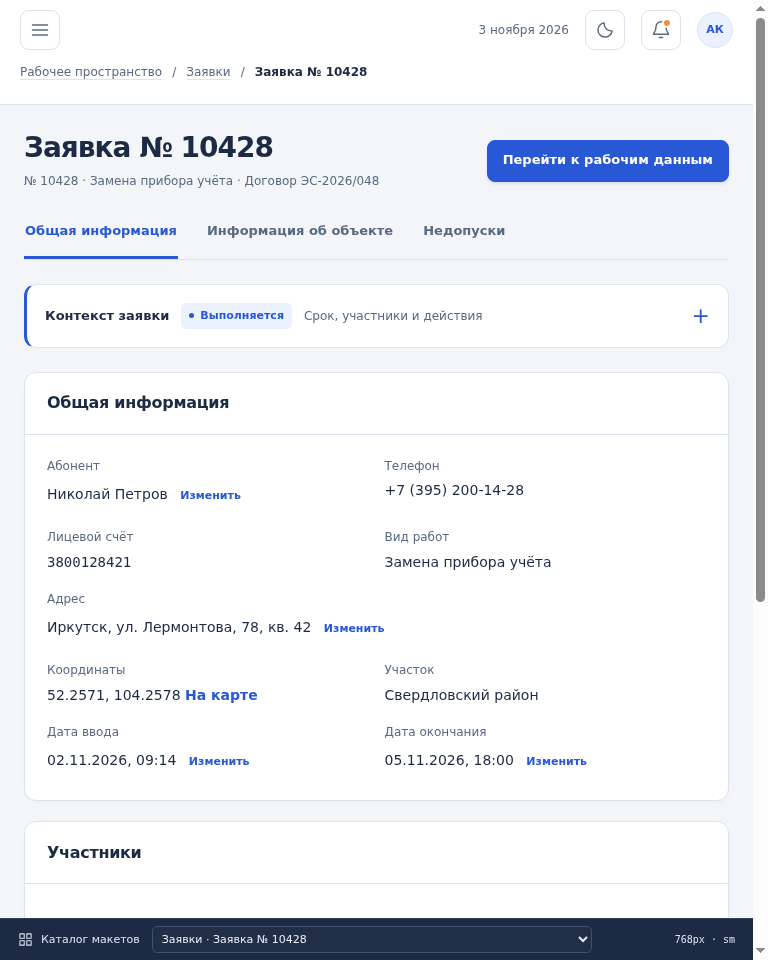 3 ноября 2026
АК
Рабочее пространство / Заявки / Заявка № 10428
Заявка № 10428
№ 10428 · Замена прибора учёта · Договор ЭС-2026/048
Перейти к рабочим данным
Общая информация Информация об объекте Недопуски
Контекст заявки • Выполняется Срок, участники и действия +
Общая информация
Абонент
Николай Петров Изменить
Телефон
+7 (395) 200-14-28
Лицевой счёт
3800128421
Вид работ
Замена прибора учёта
Адрес
Иркутск, ул. Лермонтова, 78, кв. 42 Изменить
Координаты
52.2571, 104.2578 На карте
Участок
Свердловский район
Дата ввода
02.11.2026, 09:14 Изменить
Дата окончания
05.11.2026, 18:00 Изменить
Участники
Каталог макетов Заявки · Заявка № 10428 768px · sm